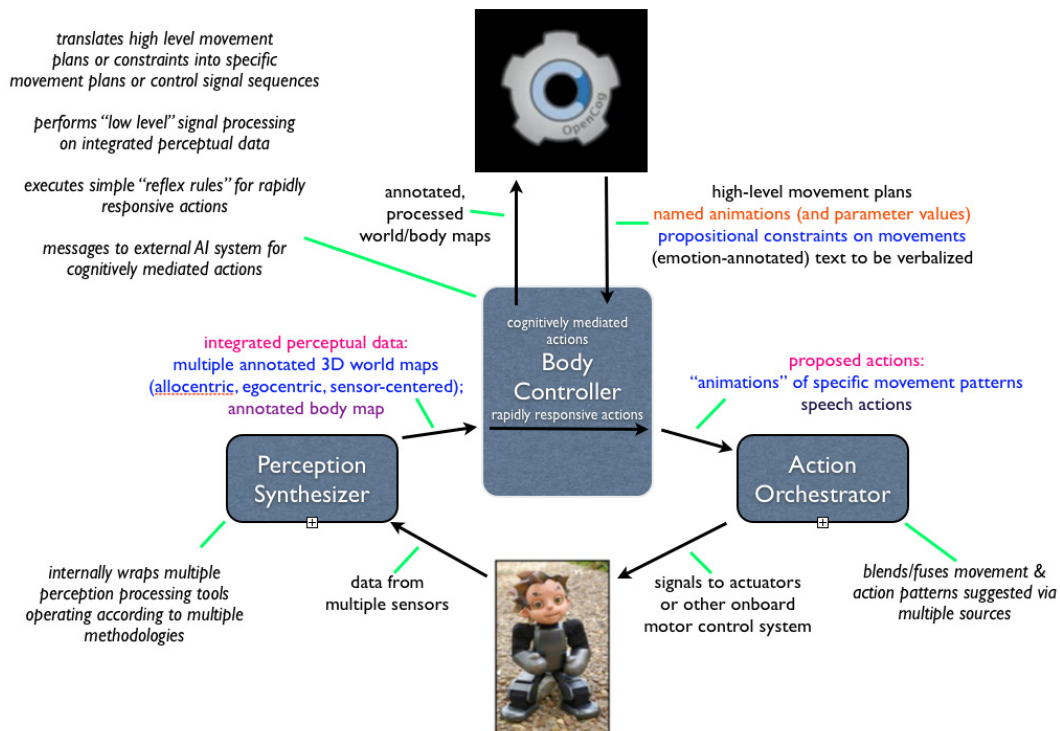 translates high level movement
plans or constraints into specific
movement plans or control signal sequences
performs “low level” signal processing
on integrated perceptual data
executes simple “reflex rules” for rapidly
responsive actions
messages to external AI system for
cognitively mediated actions
OpenCog
annotated,
processed
world/body maps
high-level movement plans
named animations (and parameter values)
propositional constraints on movements
(emotion-annotated) text to be verbalized
cognitively mediated
actions
Body
Controller
rapidly responsive actions
integrated perceptual data:
multiple annotated 3D world maps
(allocentric, egocentric, sensor-centered);
annotated body map
proposed actions:
“animations” of specific movement patterns
speech actions
Perception
Synthesizer
Action
Orchestrator
internally wraps multiple
perception processing tools
operating according to multiple
methodologies
data from
multiple sensors
signals to actuators
or other onboard
motor control system
blends/fuses movement &
action patterns suggested via
multiple sources